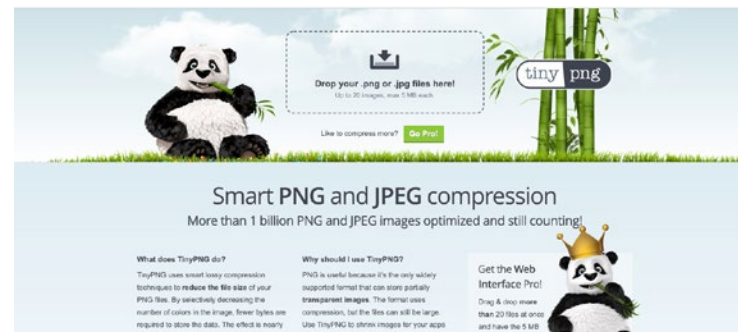 Drop your .png or .jpg files here!
Up to 20 images, max 5 MB each
tiny png
Like to compress more? Go Pro!
Smart PNG and JPEG compression
More than 1 billion PNG and JPEG images optimized and still counting!
What does TinyPNG do?
TinyPNG uses smart lossy compression
techniques to reduce the file size of your
PNG files. By selectively decreasing the
number of colors in the image, fewer bytes are
required to store the data. The effect is nearly
Why should I use TinyPNG?
PNG is useful because it's the only widely
supported format that can store partially
transparent images. The format uses
compression, but the files can still be large.
Use TinyPNG to shrink images for your apps
Get the Web
Interface Pro!
Drag & drop more
than 20 files at once
and have the 5 MB